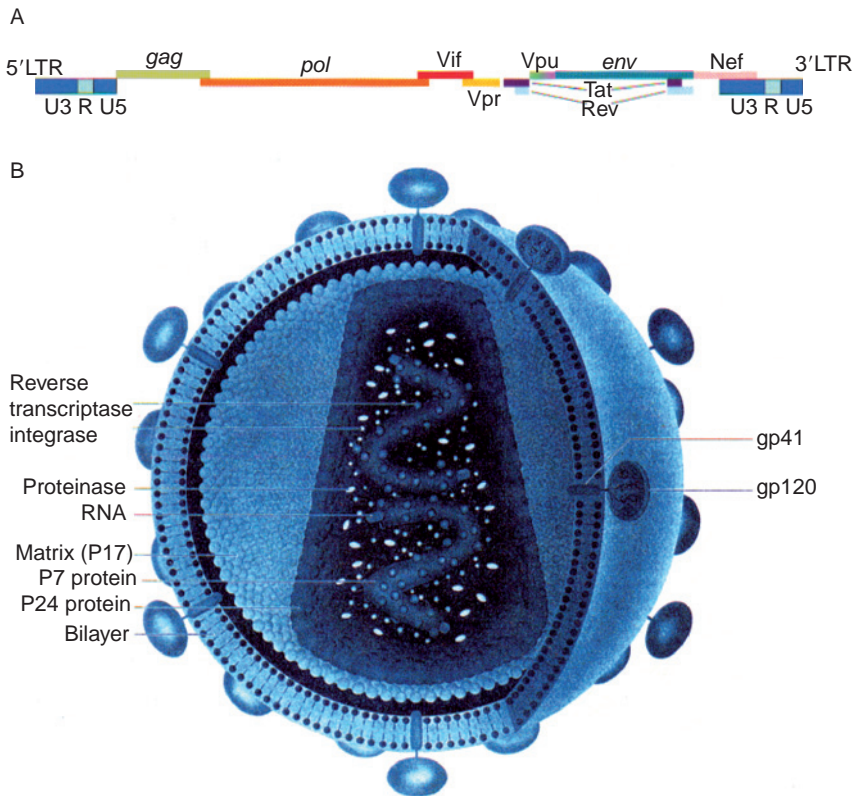 A
5′LTR gag pol Vif Vpu env Nef 3′LTR
U3 R U5 Vpr Tat Rev U3 R U5
B
Reverse
transcriptase
integrase
Proteinase
RNA
Matrix (P17)
P7 protein
P24 protein
Bilayer
gp41
gp120